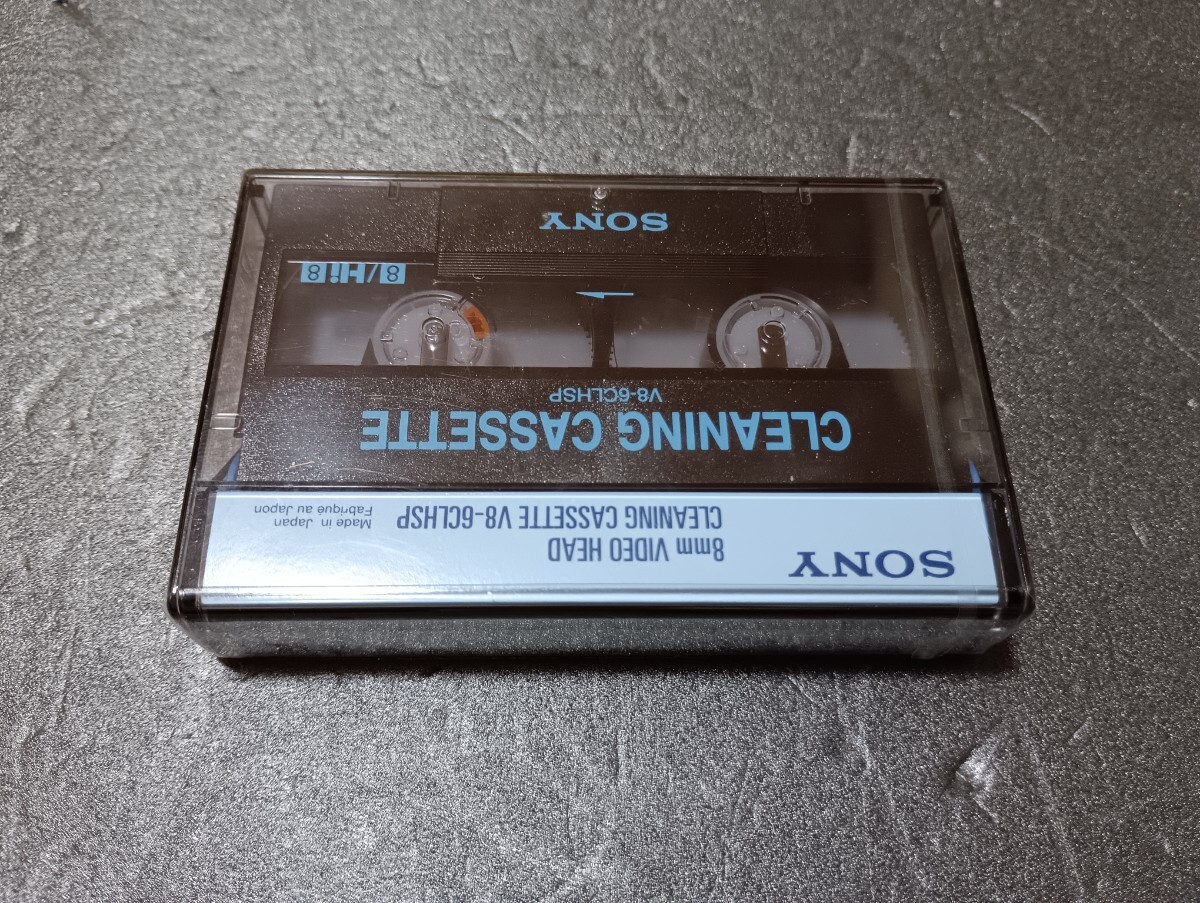 SONY
8mm VIDEO HEAD
CLEANING CASSETTE V8-6CLHSP
Made in Japan
Fabriqué au Japon
CLEANING CASSETTE
V8-6CLHSP
8/Hi8
SONY